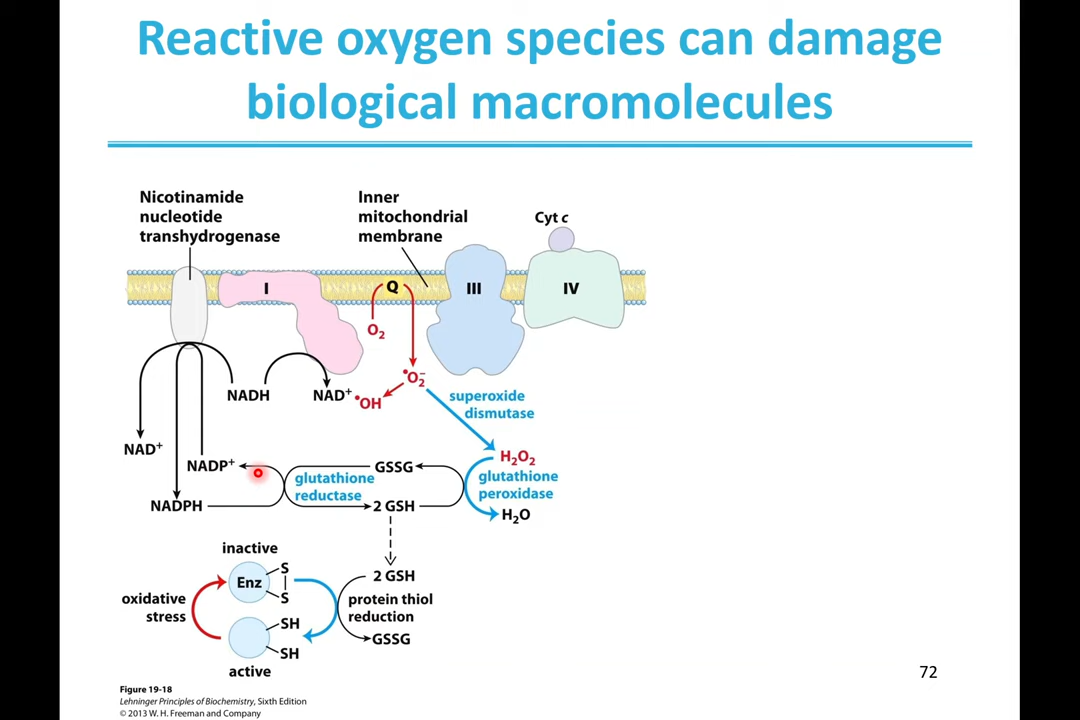 Reactive oxygen species can damage
biological macromolecules
Nicotinamide
nucleotide
transhydrogenase
Inner
mitochondrial
membrane
Cyt c
I
Q
III
IV
O₂
•O₂⁻
NADH
NAD⁺
•OH
superoxide
dismutase
NAD⁺
NADP⁺
GSSG
H₂O₂
glutathione
reductase
glutathione
peroxidase
NADPH
2 GSH
H₂O
inactive
Enz
S
S
2 GSH
oxidative
stress
protein thiol
reduction
SH
GSSG
SH
active
72
Figure 19-18
Lehninger Principles of Biochemistry, Sixth Edition
© 2013 W. H. Freeman and Company